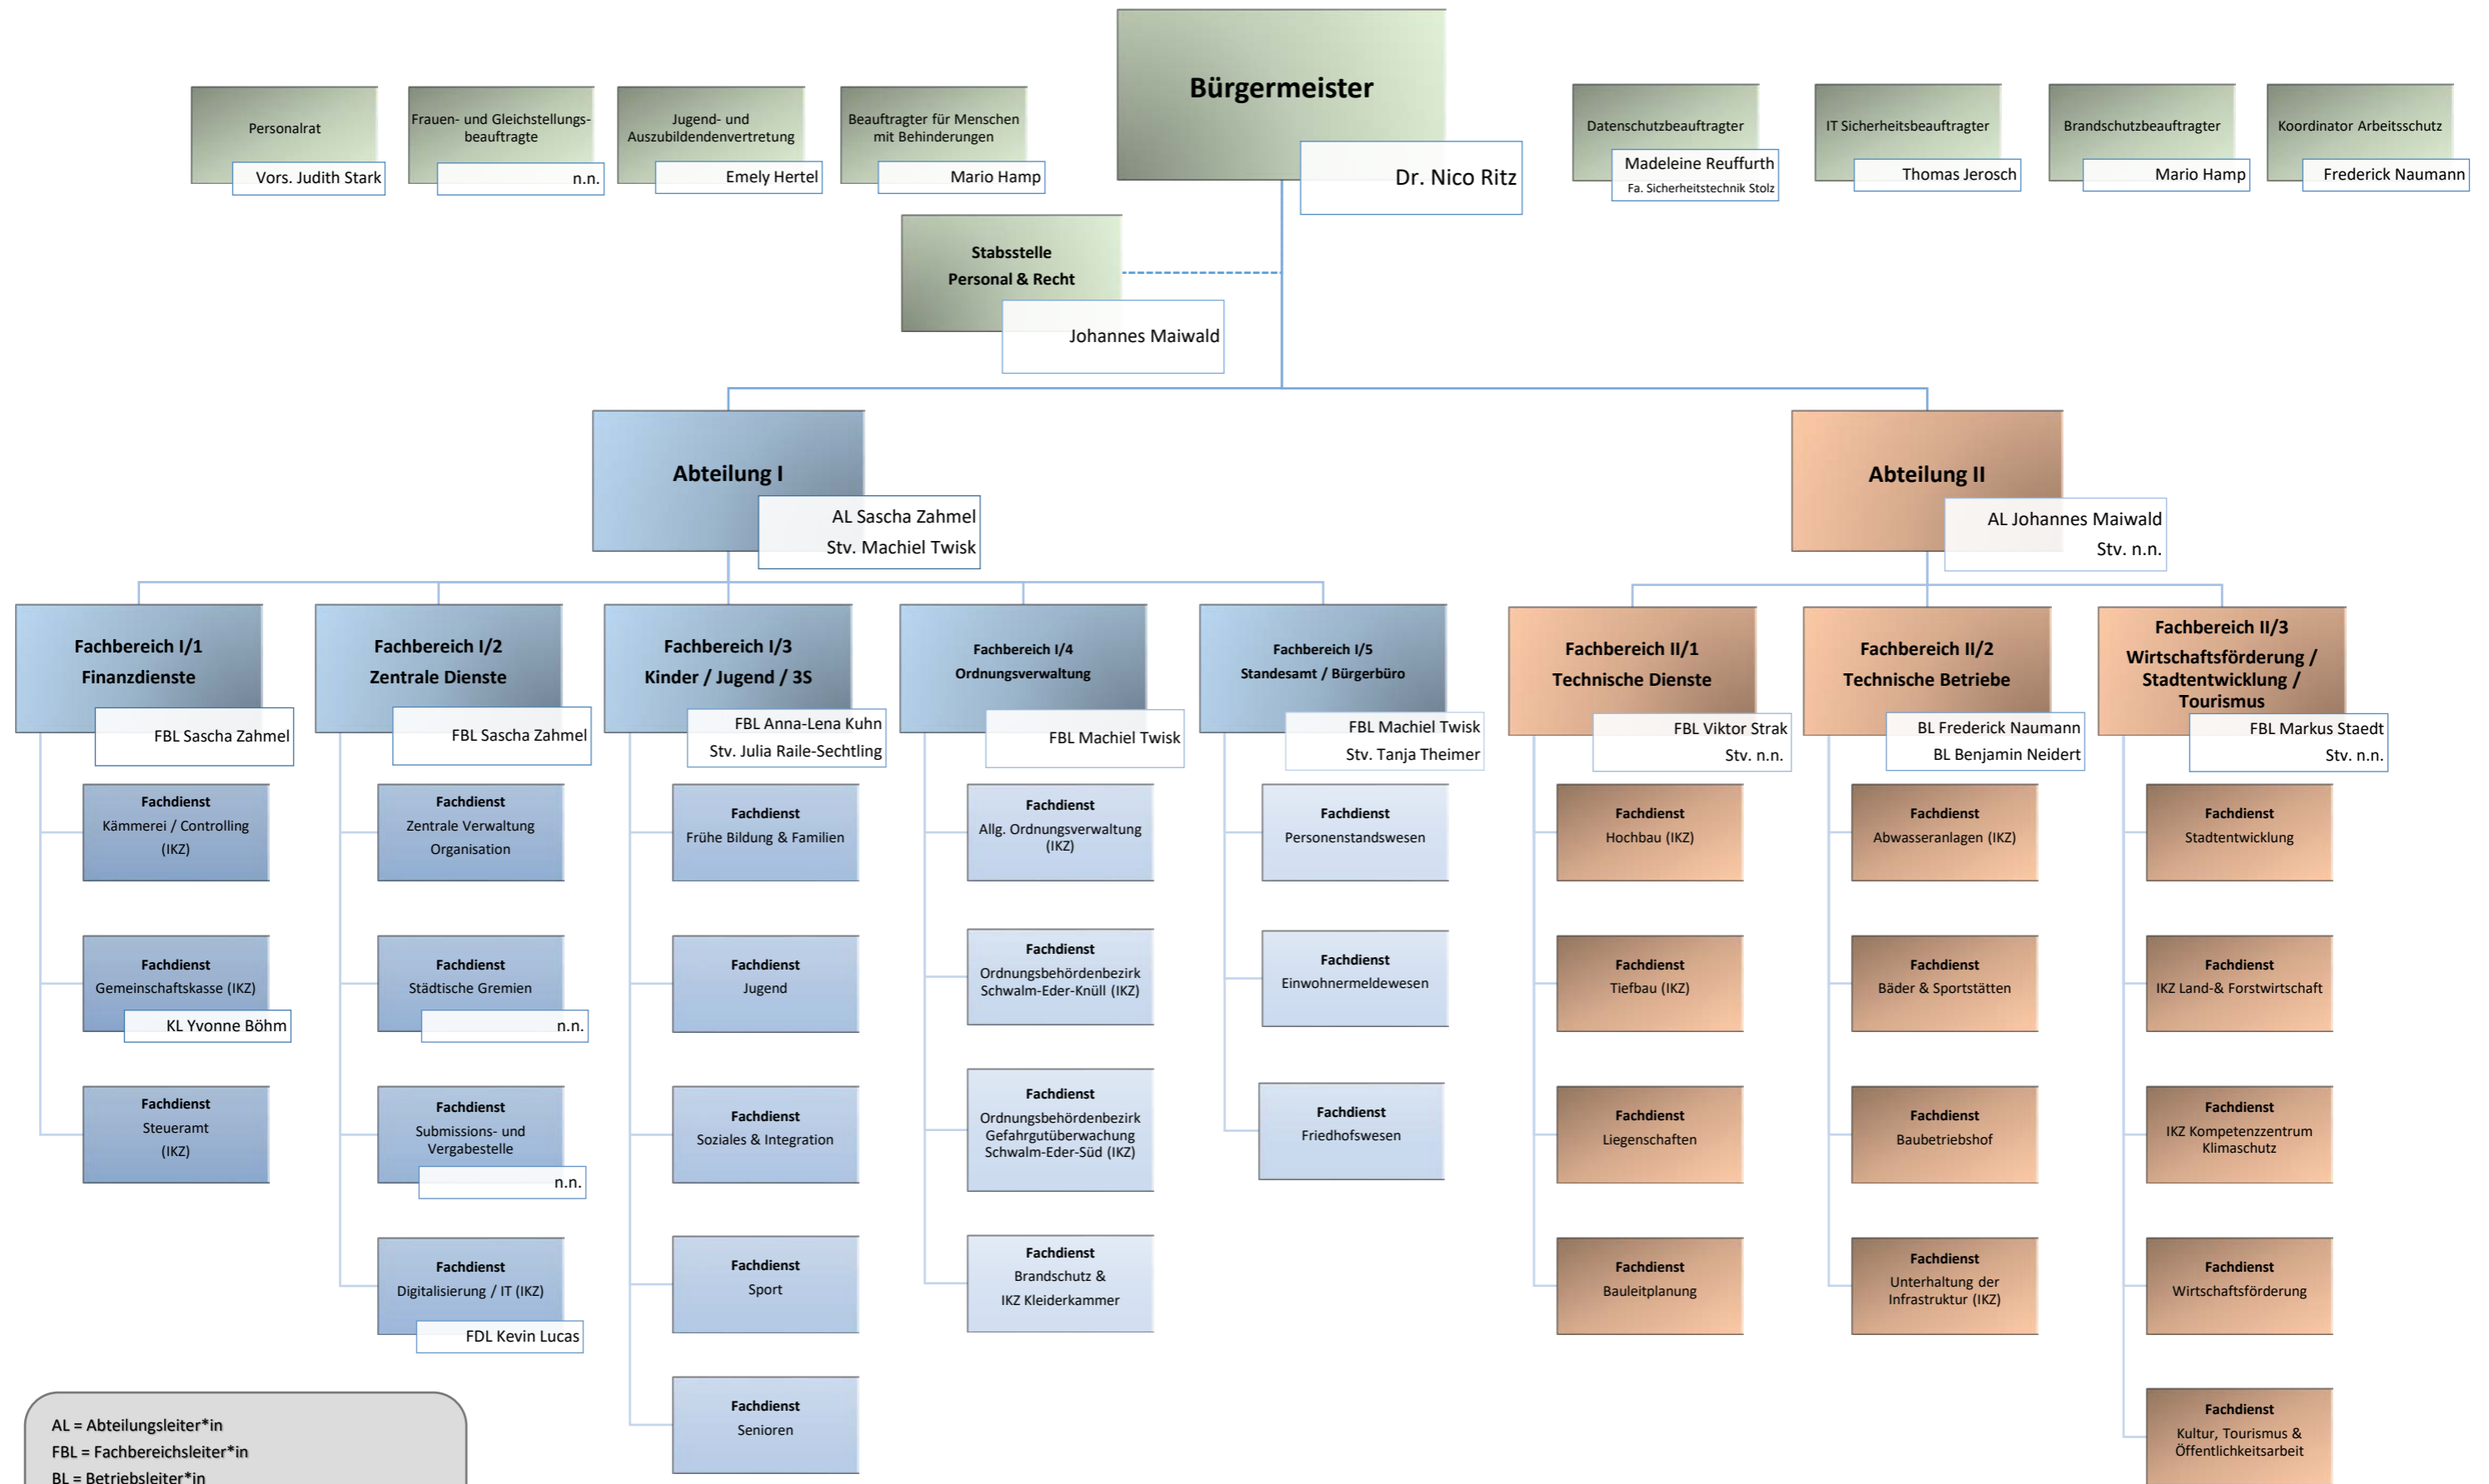 Bürgermeister
Dr. Nico Ritz
Personalrat
Vors. Judith Stark
Frauen- und Gleichstellungs-
beauftragte
n.n.
Jugend- und
Auszubildendenvertretung
Emely Hertel
Beauftragter für Menschen
mit Behinderungen
Mario Hamp
Datenschutzbeauftragter
Madeleine Reuffurth
Fa. Sicherheitstechnik Stolz
IT Sicherheitsbeauftragter
Thomas Jerosch
Brandschutzbeauftragter
Mario Hamp
Koordinator Arbeitsschutz
Frederick Naumann
Stabsstelle
Personal & Recht
Johannes Maiwald
Abteilung I
AL Sascha Zahmel
Stv. Machiel Twisk
Abteilung II
AL Johannes Maiwald
Stv. n.n.
Fachbereich I/1
Finanzdienste
FBL Sascha Zahmel
Fachdienst
Kämmerei / Controlling
(IKZ)
Fachdienst
Gemeinschaftskasse (IKZ)
KL Yvonne Böhm
Fachdienst
Steueramt
(IKZ)
Fachbereich I/2
Zentrale Dienste
FBL Sascha Zahmel
Fachdienst
Zentrale Verwaltung
Organisation
Fachdienst
Städtische Gremien
n.n.
Fachdienst
Submissions- und
Vergabestelle
n.n.
Fachdienst
Digitalisierung / IT (IKZ)
FDL Kevin Lucas
Fachbereich I/3
Kinder / Jugend / 3S
FBL Anna-Lena Kuhn
Stv. Julia Raile-Sechtling
Fachdienst
Frühe Bildung & Familien
Fachdienst
Jugend
Fachdienst
Soziales & Integration
Fachdienst
Sport
Fachdienst
Senioren
Fachbereich I/4
Ordnungsverwaltung
FBL Machiel Twisk
Fachdienst
Allg. Ordnungsverwaltung
(IKZ)
Fachdienst
Ordnungsbehördenbezirk
Schwalm-Eder-Knüll (IKZ)
Fachdienst
Ordnungsbehördenbezirk
Gefahrgutüberwachung
Schwalm-Eder-Süd (IKZ)
Fachdienst
Brandschutz &
IKZ Kleiderkammer
Fachbereich I/5
Standesamt / Bürgerbüro
FBL Machiel Twisk
Stv. Tanja Theimer
Fachdienst
Personenstandswesen
Fachdienst
Einwohnermeldewesen
Fachdienst
Friedhofswesen
Fachbereich II/1
Technische Dienste
FBL Viktor Strak
Stv. n.n.
Fachdienst
Hochbau (IKZ)
Fachdienst
Tiefbau (IKZ)
Fachdienst
Liegenschaften
Fachdienst
Bauleitplanung
Fachbereich II/2
Technische Betriebe
BL Frederick Naumann
BL Benjamin Neidert
Fachdienst
Abwasseranlagen (IKZ)
Fachdienst
Bäder & Sportstätten
Fachdienst
Baubetriebshof
Fachdienst
Unterhaltung der
Infrastruktur (IKZ)
Fachbereich II/3
Wirtschaftsförderung /
Stadtentwicklung /
Tourismus
FBL Markus Staedt
Stv. n.n.
Fachdienst
Stadtentwicklung
Fachdienst
IKZ Land-& Forstwirtschaft
Fachdienst
IKZ Kompetenzzentrum
Klimaschutz
Fachdienst
Wirtschaftsförderung
Fachdienst
Kultur, Tourismus &
Öffentlichkeitsarbeit
AL = Abteilungsleiter*in
FBL = Fachbereichsleiter*in
BL = Betriebsleiter*in